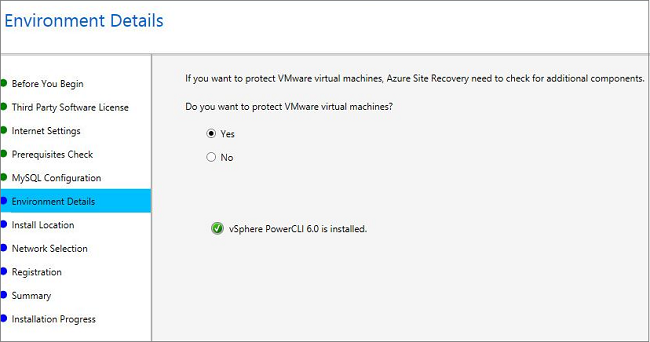 Environment Details
Before You Begin
Third Party Software License
Internet Settings
Prerequisites Check
MySQL Configuration
Environment Details
Install Location
Network Selection
Registration
Summary
Installation Progress
If you want to protect VMware virtual machines, Azure Site Recovery need to check for additional components.
Do you want to protect VMware virtual machines?
Yes
No
vSphere PowerCLI 6.0 is installed.